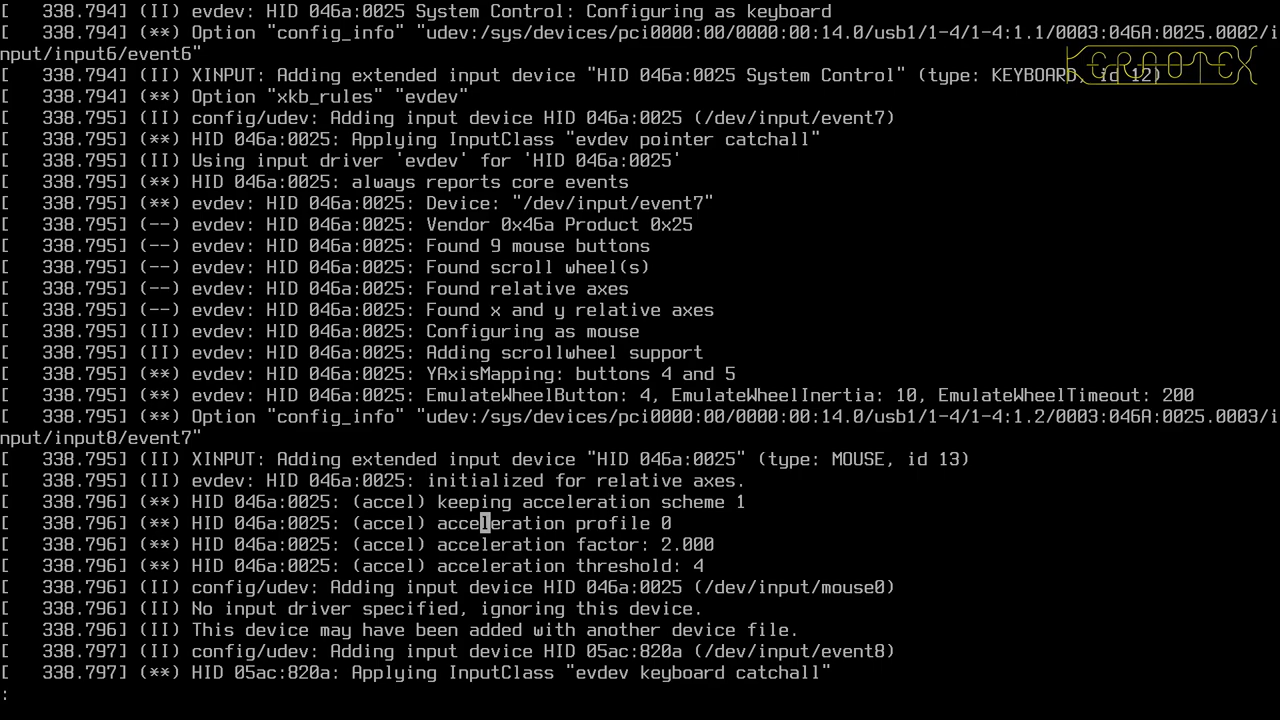 [   338.794] (II) evdev: HID 046a:0025 System Control: Configuring as keyboard
[   338.794] (**) Option "config_info" "udev:/sys/devices/pci0000:00/0000:00:14.0/usb1/1-4/1-4:1.1/0003:046A:0025.0002/i
nput/input6/event6"
[   338.794] (II) XINPUT: Adding extended input device "HID 046a:0025 System Control" (type: KEYBOARD, id 12)
KERAOTEX
[   338.794] (**) Option "xkb_rules" "evdev"
[   338.795] (II) config/udev: Adding input device HID 046a:0025 (/dev/input/event7)
[   338.795] (**) HID 046a:0025: Applying InputClass "evdev pointer catchall"
[   338.795] (II) Using input driver 'evdev' for 'HID 046a:0025'
[   338.795] (**) HID 046a:0025: always reports core events
[   338.795] (**) evdev: HID 046a:0025: Device: "/dev/input/event7"
[   338.795] (--) evdev: HID 046a:0025: Vendor 0x46a Product 0x25
[   338.795] (--) evdev: HID 046a:0025: Found 9 mouse buttons
[   338.795] (--) evdev: HID 046a:0025: Found scroll wheel(s)
[   338.795] (--) evdev: HID 046a:0025: Found relative axes
[   338.795] (--) evdev: HID 046a:0025: Found x and y relative axes
[   338.795] (II) evdev: HID 046a:0025: Configuring as mouse
[   338.795] (II) evdev: HID 046a:0025: Adding scrollwheel support
[   338.795] (**) evdev: HID 046a:0025: YAxisMapping: buttons 4 and 5
[   338.795] (**) evdev: HID 046a:0025: EmulateWheelButton: 4, EmulateWheelInertia: 10, EmulateWheelTimeout: 200
[   338.795] (**) Option "config_info" "udev:/sys/devices/pci0000:00/0000:00:14.0/usb1/1-4/1-4:1.2/0003:046A:0025.0003/i
nput/input8/event7"
[   338.795] (II) XINPUT: Adding extended input device "HID 046a:0025" (type: MOUSE, id 13)
[   338.795] (II) evdev: HID 046a:0025: initialized for relative axes.
[   338.796] (**) HID 046a:0025: (accel) keeping acceleration scheme 1
[   338.796] (**) HID 046a:0025: (accel) acceleration profile 0
[   338.796] (**) HID 046a:0025: (accel) acceleration factor: 2.000
[   338.796] (**) HID 046a:0025: (accel) acceleration threshold: 4
[   338.796] (II) config/udev: Adding input device HID 046a:0025 (/dev/input/mouse0)
[   338.796] (II) No input driver specified, ignoring this device.
[   338.796] (II) This device may have been added with another device file.
[   338.797] (II) config/udev: Adding input device HID 05ac:820a (/dev/input/event8)
[   338.797] (**) HID 05ac:820a: Applying InputClass "evdev keyboard catchall"
: